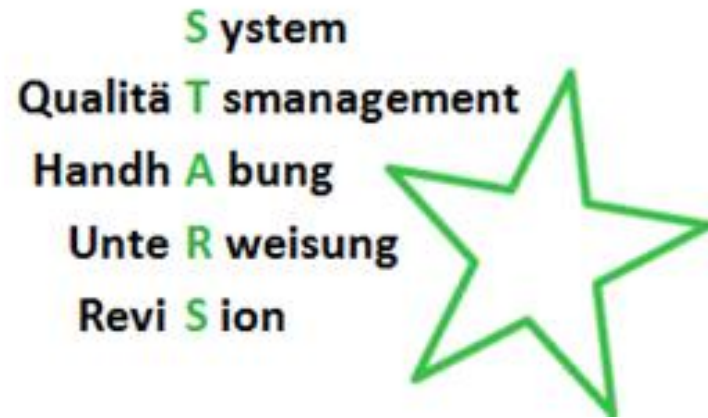 S ystem
Qualitä T smanagement
Handh A bung
Unte R weisung
Revi S ion